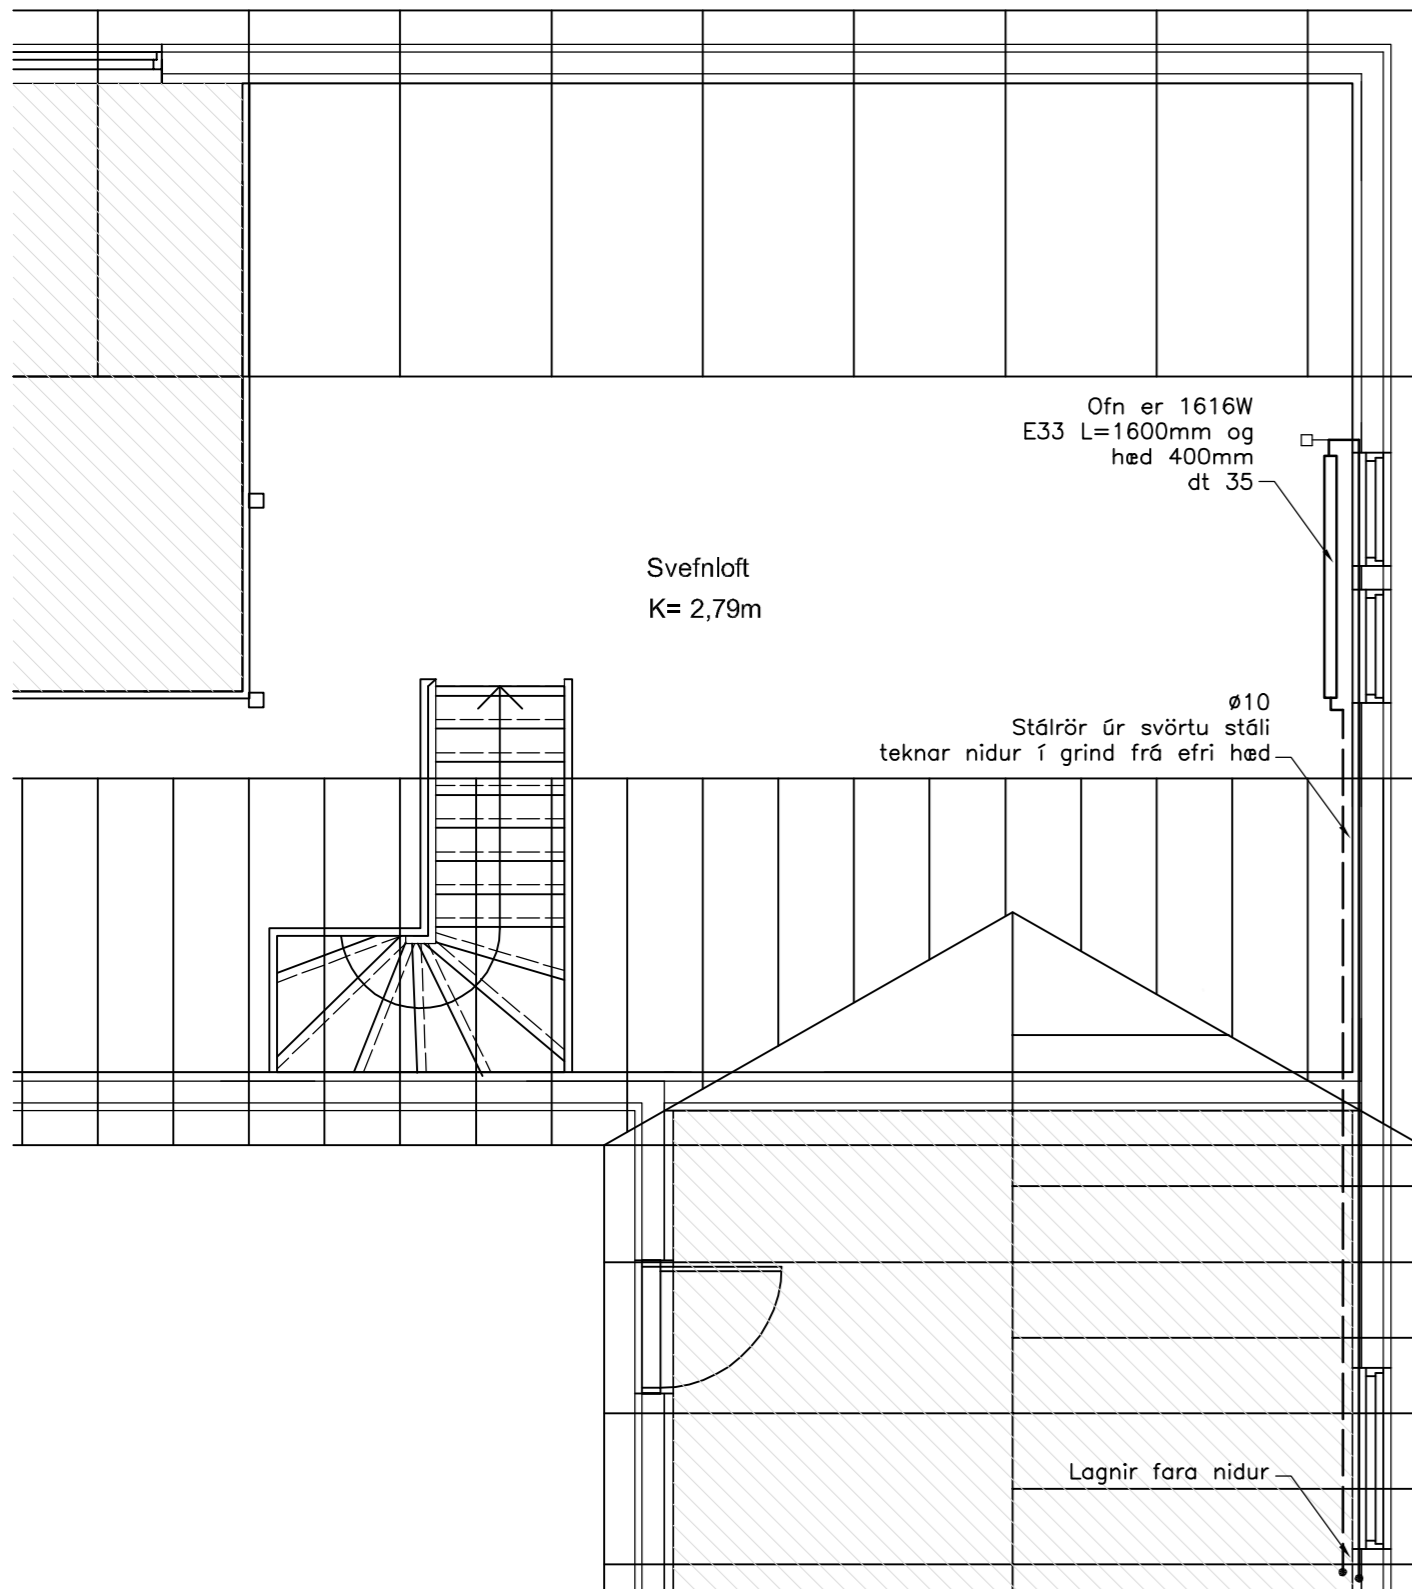 Ofn er 1616W
E33 L=1600mm og
hæd 400mm
dt 35
Svefnloft
K= 2,79m
ø10
Stálrör úr svörtu stáli
teknar nidur í grind frá efri hæd
Lagnir fara nidur